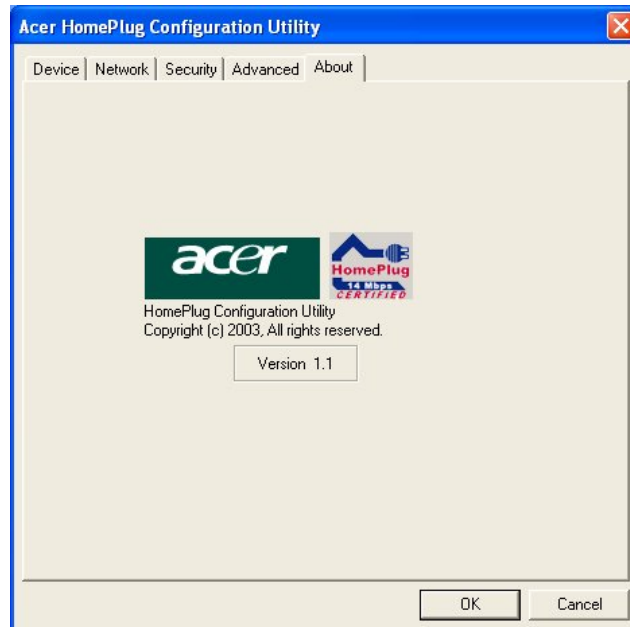 Acer HomePlug Configuration Utility
Device Network Security Advanced About
acer
HomePlug
14 Mbps
CERTIFIED
HomePlug Configuration Utility
Copyright (c) 2003, All rights reserved.
Version 1.1
OK Cancel